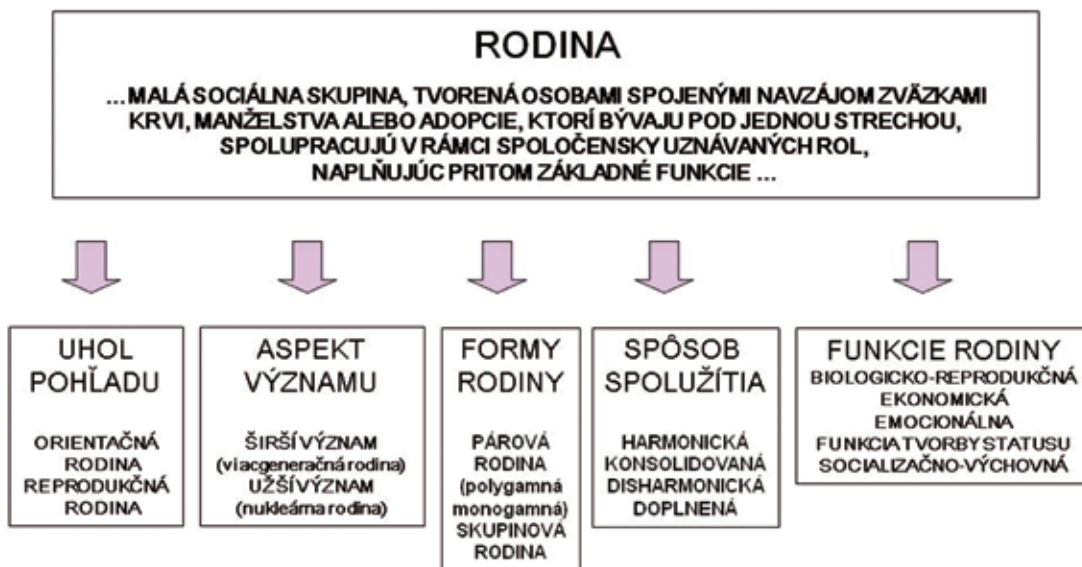 RODINA
...MALÁ SOCIÁLNA SKUPINA, TVORENÁ OSOBAMI SPOJENÝMI NAVZÁJOM ZVÄZKAMI
KRVI, MANŽELSTVA ALEBO ADOPCIE, KTORÍ BÝVAJU POD JEDNOU STRECHOU,
SPOLUPRACUJÚ V RÁMCI SPOLOČENSKY UZNÁVANÝCH ROL,
NAPLŇUJÚC PRITOM ZÁKLADNÉ FUNKCIE ...
UHOL
POHĽADU
ORIENTAČNÁ
RODINA
REPRODUKČNÁ
RODINA
ASPEKT
VÝZNAMU
ŠIRŠÍ VÝZNAM
(viacgeneračná rodina)
UŽŠÍ VÝZNAM
(nukleárna rodina)
FORMY
RODINY
PÁROVÁ
RODINA
(polygamná
monogamná)
SKUPINOVÁ
RODINA
SPÔSOB
SPOLUŽÍTIA
HARMONICKÁ
KONSOLIDOVANÁ
DISHARMONICKÁ
DOPLNENÁ
FUNKCIE RODINY
BIOLOGICKO-REPRODUKČNÁ
EKONOMICKÁ
EMOCIONÁLNA
FUNKCIA TVORBY STATUSU
SOCIALIZAČNO-VÝCHOVNÁ